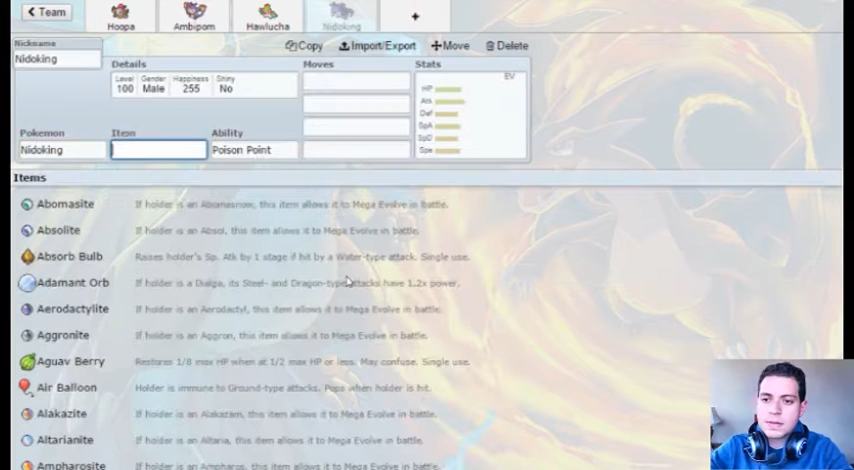 < Team
Hoopa
Ambipom
Hawlucha
Nidoking
+
Copy Import/Export Move Delete
Nickname
Nidoking
Details
Level Gender Happiness Shiny
100 Male 255 No
Moves
Stats
EV
HP
Atk
Def
SpA
SpD
Spe
Pokemon Item Ability
Nidoking Poison Point
Items
Abomasite If holder is an Abomasnow, this item allows it to Mega Evolve in battle.
Absolite If holder is an Absol, this item allows it to Mega Evolve in battle.
Absorb Bulb Raises holder's Sp. Atk by 1 stage if hit by a Water-type attack. Single use.
Adamant Orb If holder is a Dialga, its Steel- and Dragon-type attacks have 1.2x power.
Aerodactylite If holder is an Aerodactyl, this item allows it to Mega Evolve in battle.
Aggronite If holder is an Aggron, this item allows it to Mega Evolve in battle.
Aguav Berry Restores 1/8 max HP when at 1/2 max HP or less. May confuse. Single use.
Air Balloon Holder is immune to Ground-type attacks. Pops when holder is hit.
Alakazite If holder is an Alakazam, this item allows it to Mega Evolve in battle.
Altarianite If holder is an Altaria, this item allows it to Mega Evolve in battle.
Ampharosite If holder is an Ampharos, this item allows it to Mega Evolve in battle.